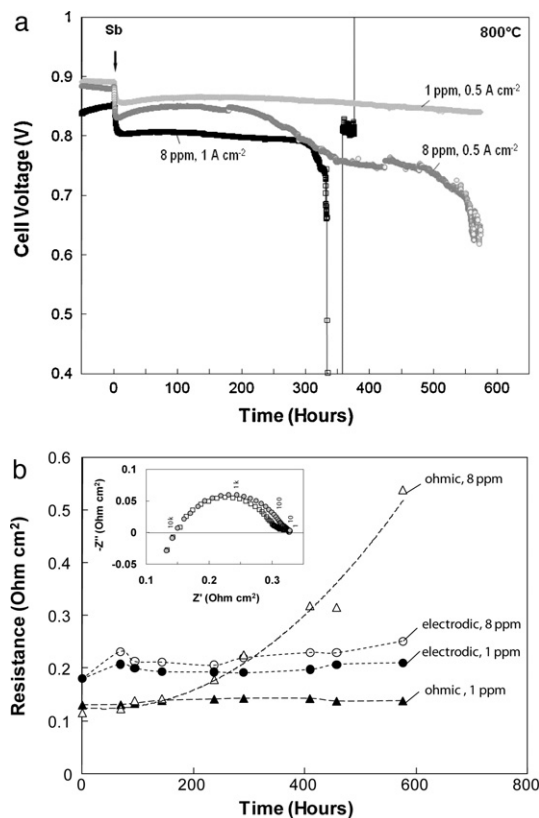 a
Sb
800°C
1
0.9
0.8
0.7
0.6
0.5
0.4
Cell Voltage (V)
1 ppm, 0.5 A cm⁻²
8 ppm, 1 A cm⁻²
8 ppm, 0.5 A cm⁻²
0 100 200 300 400 500 600 700
Time (Hours)
b
0.6
0.5
0.4
0.3
0.2
0.1
0
Resistance (Ohm cm²)
0.1
0.05
0
-0.05
-Z'' (Ohm cm²)
10k
1k
100
10
1
0.1 0.2 0.3 0.4
Z' (Ohm cm²)
ohmic, 8 ppm
electrodic, 8 ppm
electrodic, 1 ppm
ohmic , 1 ppm
0 200 400 600 800
Time (Hours)